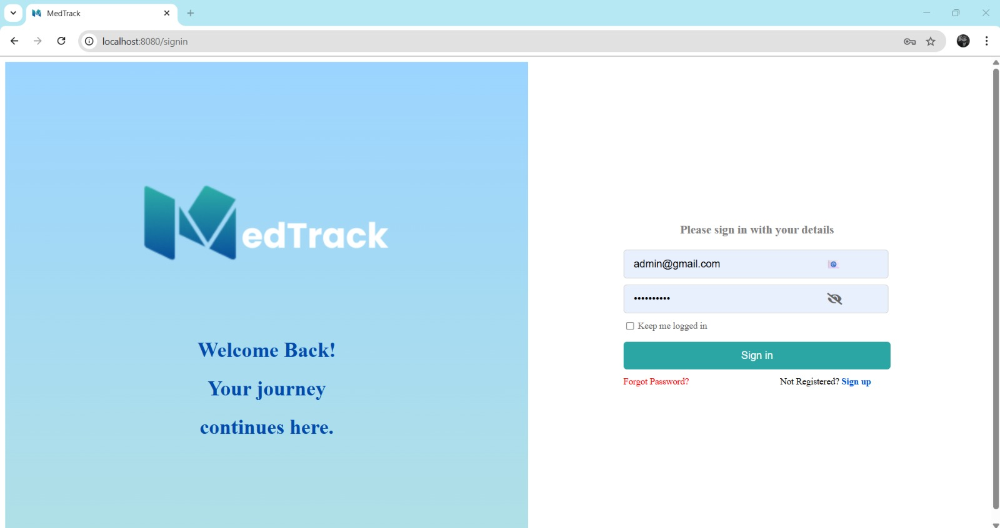 MedTrack
localhost:8080/signin
edTrack
Welcome Back!
Your journey
continues here.
Please sign in with your details
admin@gmail.com
••••••••••
Keep me logged in
Sign in
Forgot Password?
Not Registered? Sign up